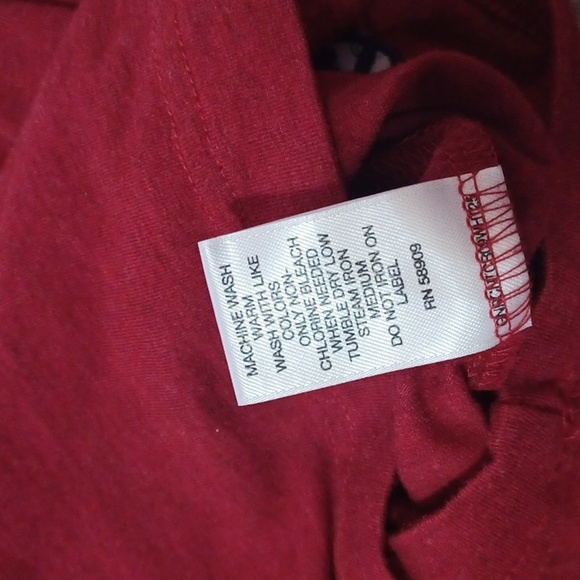 MACHINE WASH
WARM
WASH WITH LIKE
COLORS
ONLY NON-
CHLORINE BLEACH
WHEN NEEDED
TUMBLE DRY LOW
STEAM IRON
MEDIUM
DO NOT IRON ON
LABEL
RN 58909